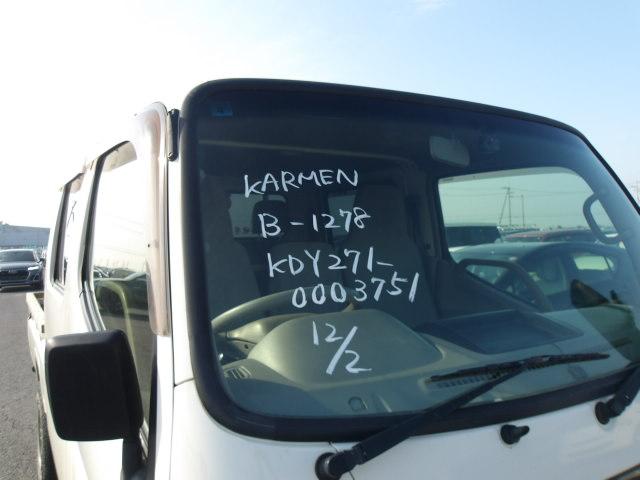 KARMEN
B-1278
KDY271-
0003751
12/2